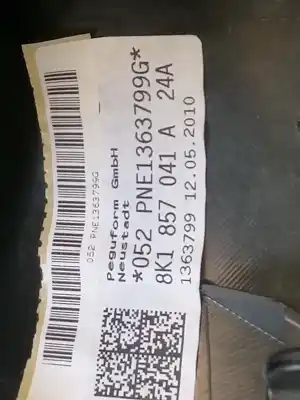 052 PNE1363799G
Peguform GmbH
Neustadt
*052 PNE1363799G*
8K1 857 041 A 24A
1363799 12.05.2010